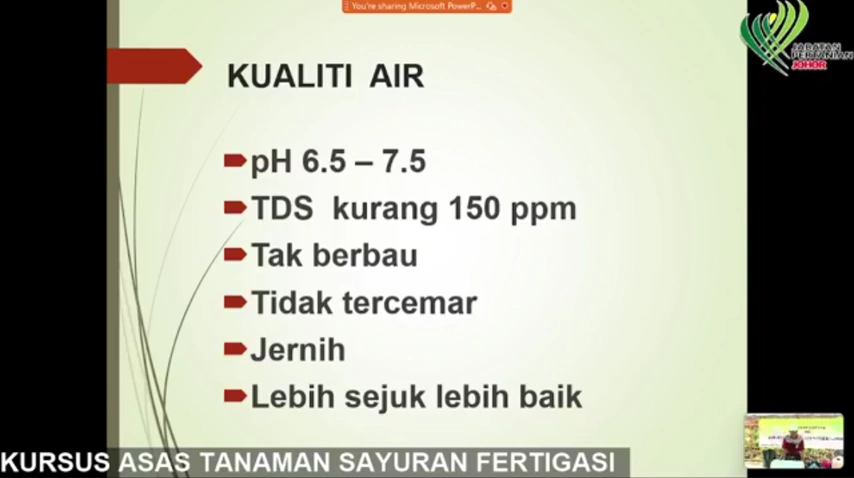 You're sharing Microsoft PowerP...
JABATAN
PERTANIAN
JOHOR
KUALITI AIR
pH 6.5 – 7.5
TDS kurang 150 ppm
Tak berbau
Tidak tercemar
Jernih
Lebih sejuk lebih baik
KURSUS ASAS TANAMAN SAYURAN FERTIGASI